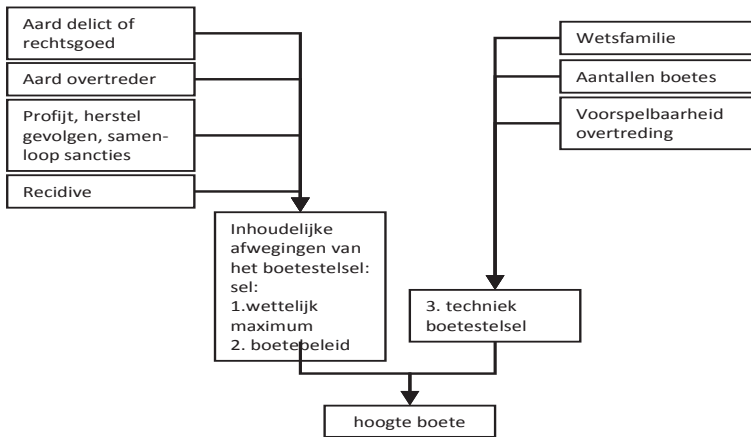 Aard delict of
rechtsgoed
Aard overtreder
Profijt, herstel
gevolgen, samen-
loop sancties
Recidive
Wetsfamilie
Aantallen boetes
Voorspelbaarheid
overtreding
Inhoudelijke
afwegingen van
het boetestelsel:
sel:
1.wettelijk
maximum
2. boetebeleid
3. techniek
boetestelsel
hoogte boete